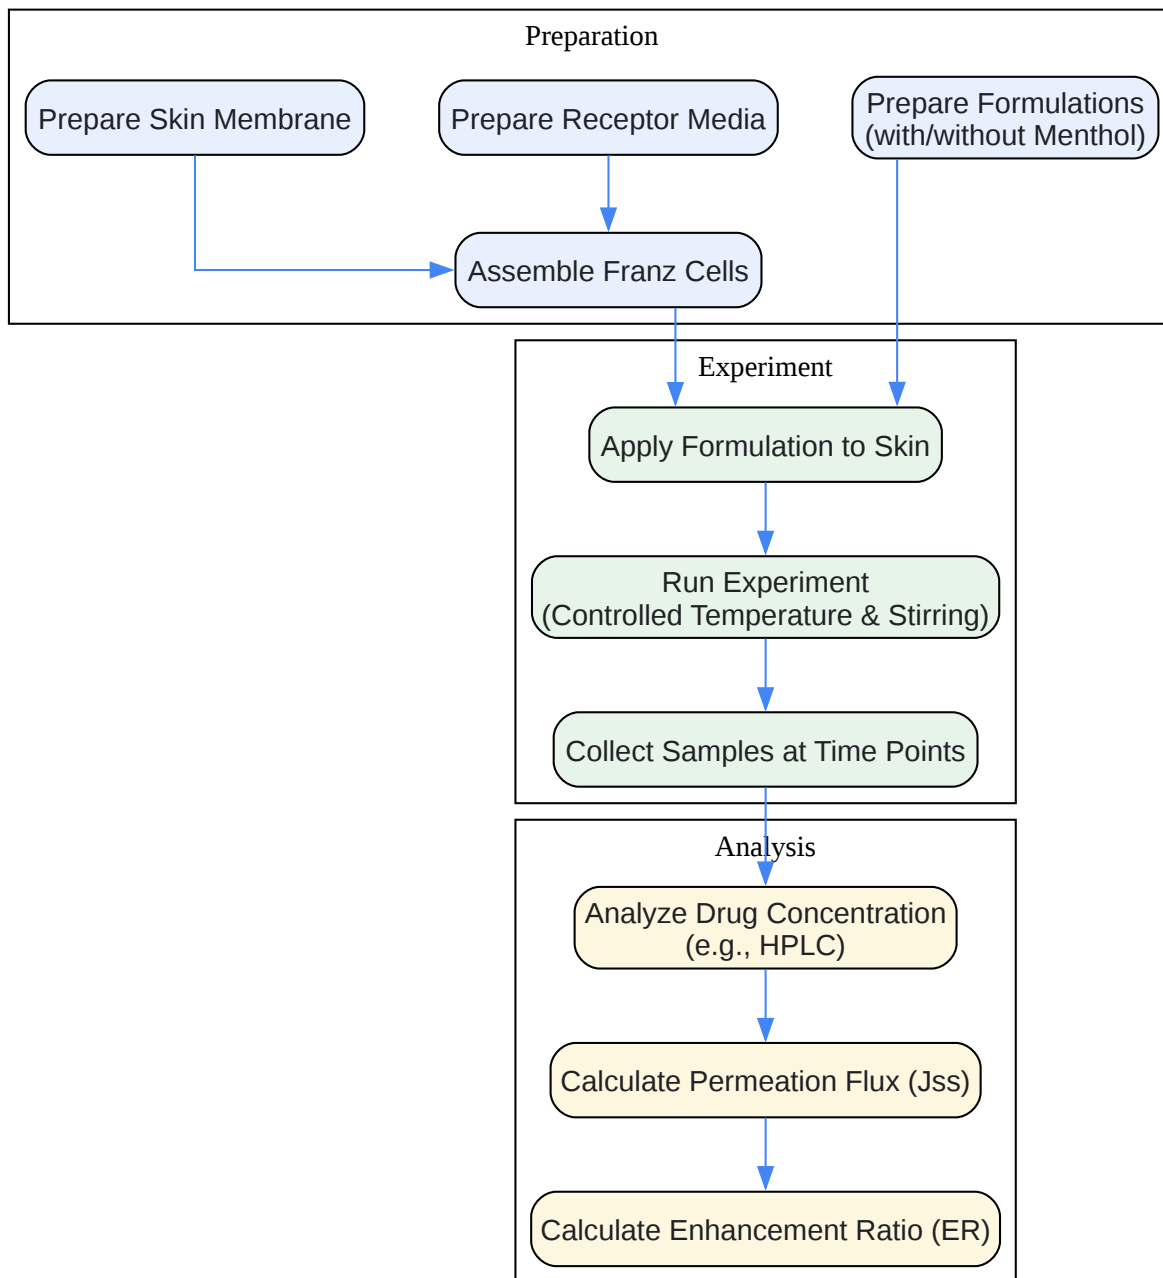 Preparation
Prepare Skin Membrane
Prepare Receptor Media
Prepare Formulations
(with/without Menthol)
Assemble Franz Cells
Experiment
Apply Formulation to Skin
Run Experiment
(Controlled Temperature & Stirring)
Collect Samples at Time Points
Analysis
Analyze Drug Concentration
(e.g., HPLC)
Calculate Permeation Flux (Jss)
Calculate Enhancement Ratio (ER)